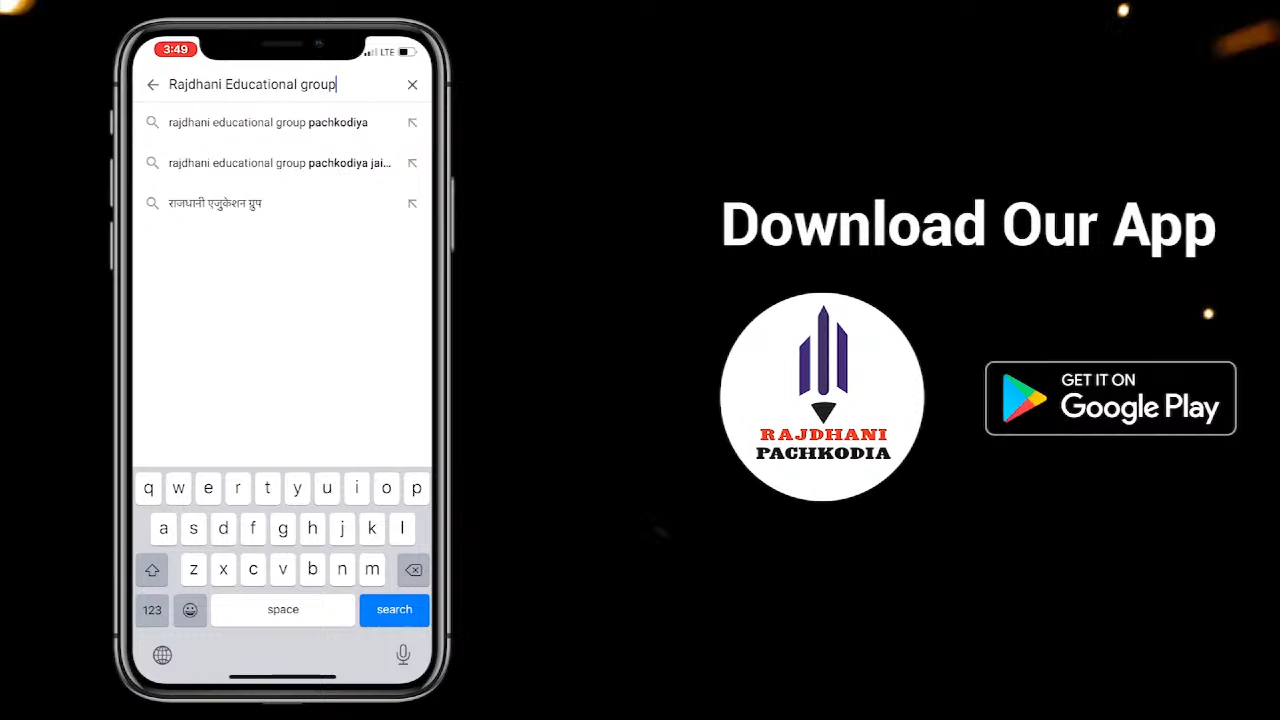 3:49
LTE
Rajdhani Educational group
rajdhani educational group pachkodiya
rajdhani educational group pachkodiya jai...
राजधानी एजुकेशन ग्रुप
q w e r t y u i o p
a s d f g h j k l
z x c v b n m
123 space search
Download Our App
RAJDHANI
PACHKODIA
GET IT ON
Google Play